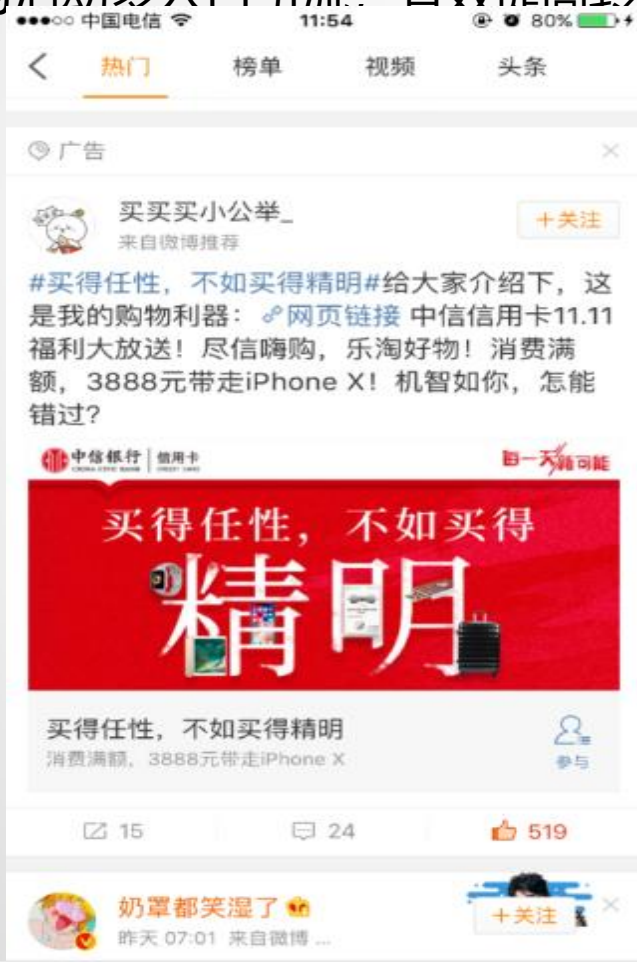 中国电信 11:54 80%
热门 榜单 视频 头条
广告
买买买小公举_
+关注
来自微博推荐
#买得任性，不如买得精明#给大家介绍下，这
是我的购物利器：网页链接 中信信用卡11.11
福利大放送！尽信嗨购，乐淘好物！消费满
额，3888元带走iPhone X！机智如你，怎能
错过？
中信银行 信用卡
CHINA CITIC BANK CREDIT CARD
买得任性，不如买得
精明
买得任性，不如买得精明
消费满额，3888元带走iPhone X
参与
15 24 519
奶罩都笑湿了
+关注
昨天 07:01 来自微博 ...